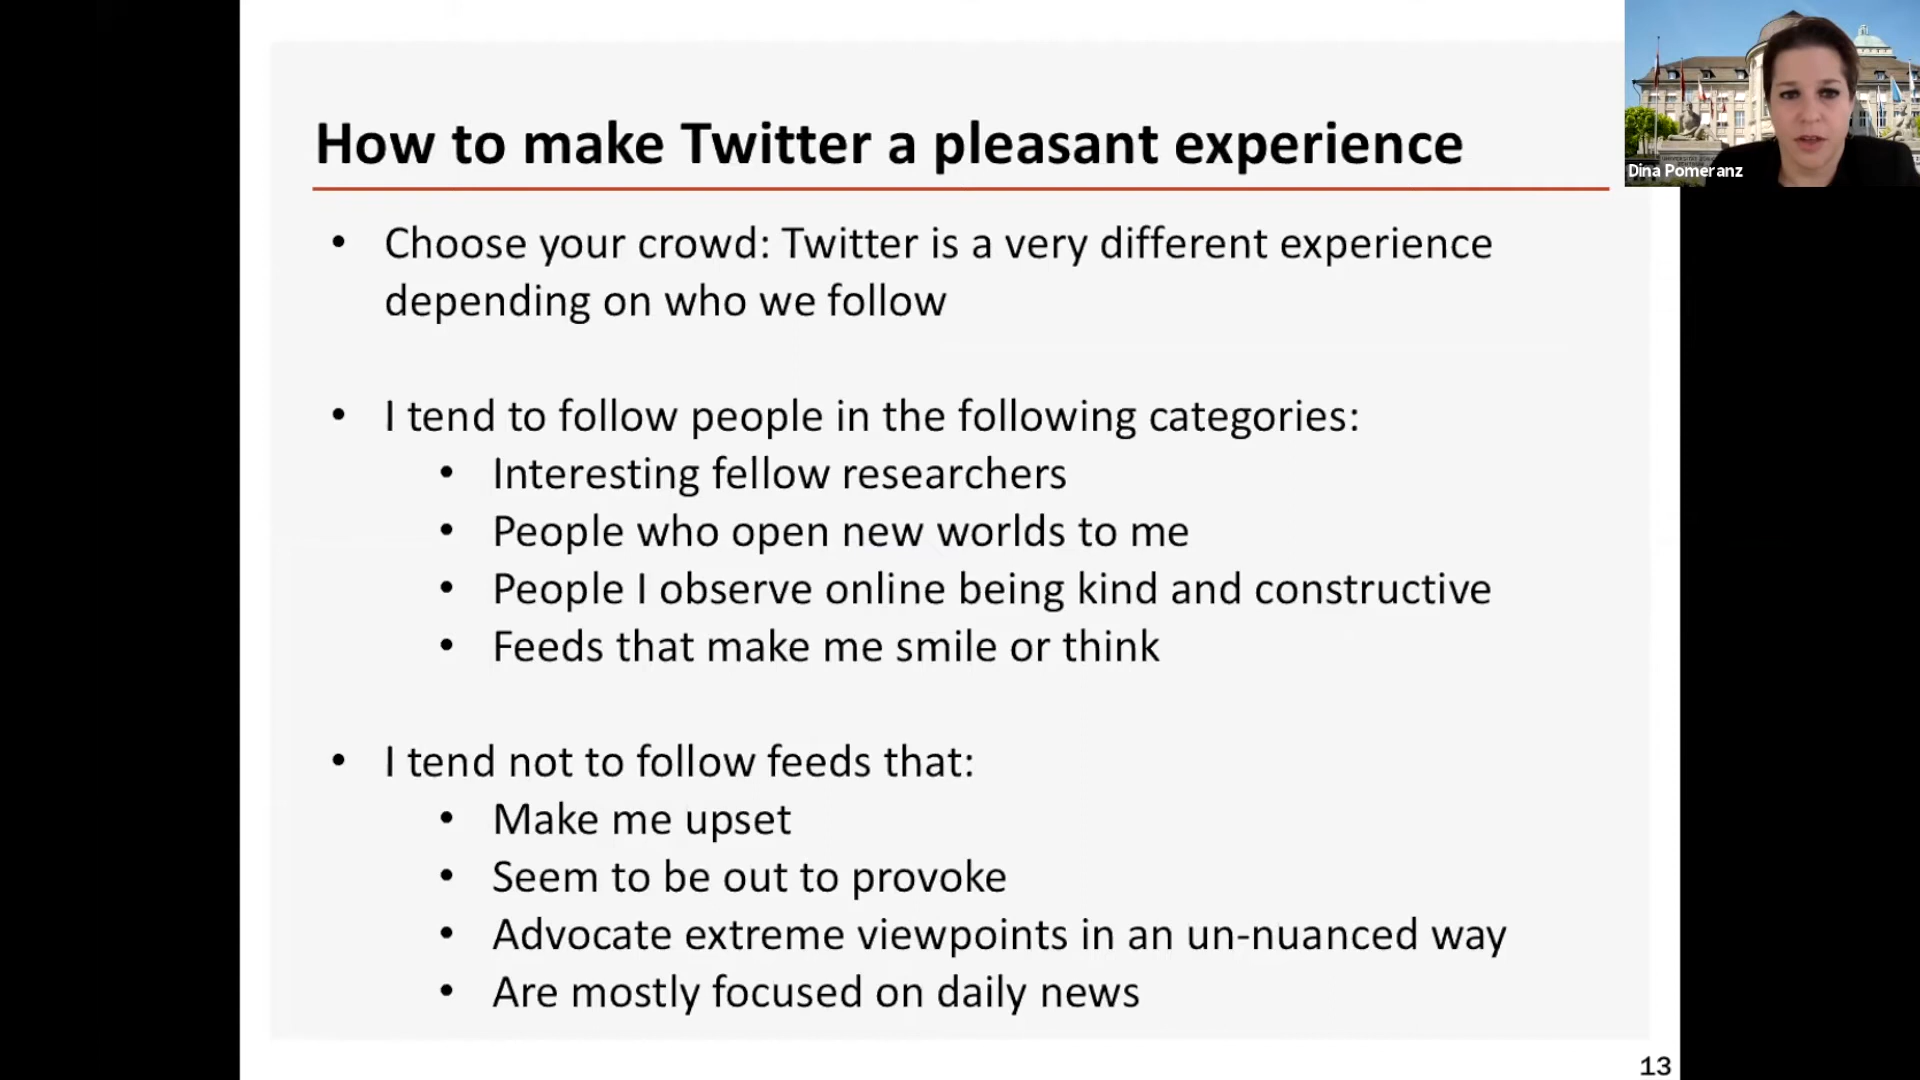 How to make Twitter a pleasant experience
Dina Pomeranz
• Choose your crowd: Twitter is a very different experience
depending on who we follow
• I tend to follow people in the following categories:
• Interesting fellow researchers
• People who open new worlds to me
• People I observe online being kind and constructive
• Feeds that make me smile or think
• I tend not to follow feeds that:
• Make me upset
• Seem to be out to provoke
• Advocate extreme viewpoints in an un-nuanced way
• Are mostly focused on daily news
13